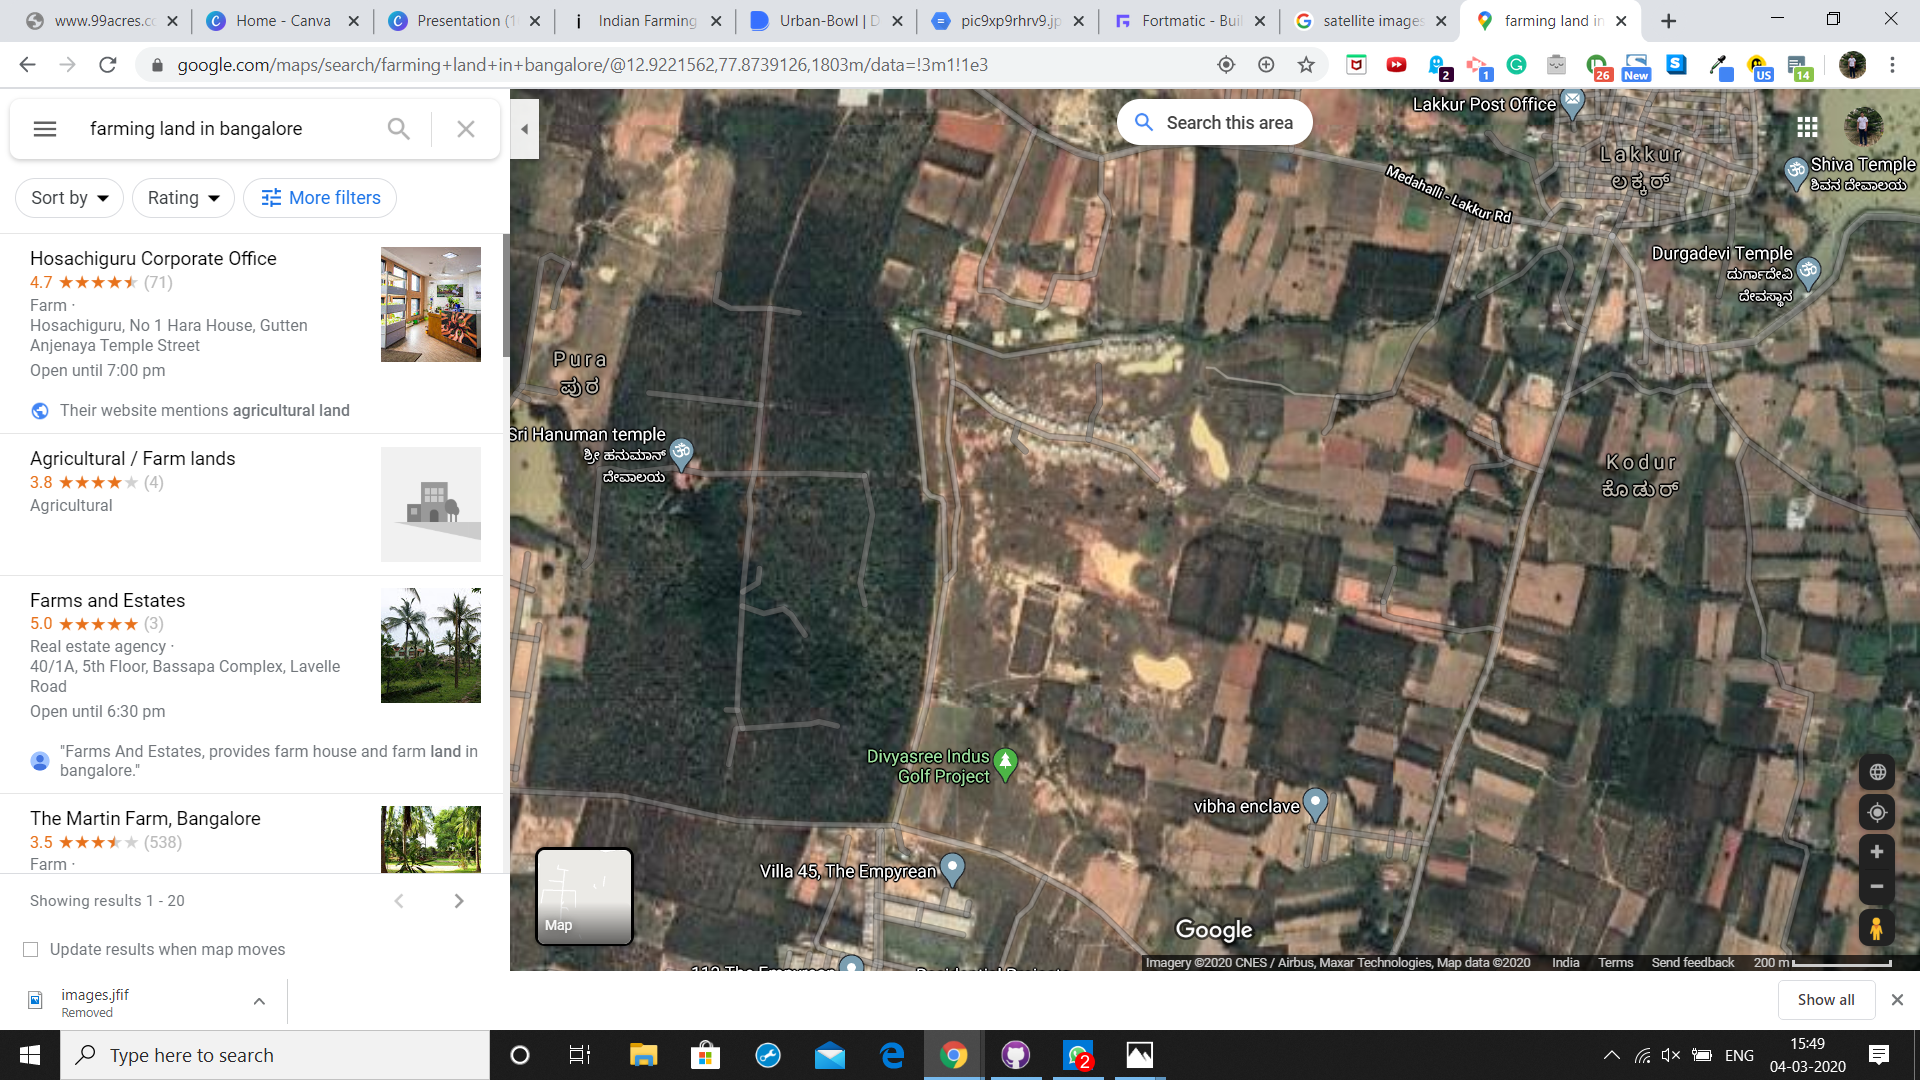 www.99acres.co
Home - Canva
Presentation (1
Indian Farming
Urban-Bowl | D
pic9xp9rhrv9.jp
Fortmatic - Buil
satellite images
farming land in
google.com/maps/search/farming+land+in+bangalore/@12.9221562,77.8739126,1803m/data=!3m1!1e3
2
1
26
New
US
14
farming land in bangalore
Search this area
Sort by
Rating
More filters
Hosachiguru Corporate Office
4.7 (71)
Farm ·
Hosachiguru, No 1 Hara House, Gutten
Anjenaya Temple Street
Open until 7:00 pm
Their website mentions agricultural land
Agricultural / Farm lands
3.8 (4)
Agricultural
Farms and Estates
5.0 (3)
Real estate agency ·
40/1A, 5th Floor, Bassapa Complex, Lavelle
Road
Open until 6:30 pm
"Farms And Estates, provides farm house and farm land in
bangalore."
The Martin Farm, Bangalore
3.5 (538)
Farm ·
Showing results 1 - 20
Update results when map moves
Lakkur Post Office
Lakkur
ಲಕ್ಕರ್
Shiva Temple
ಶಿವನ ದೇವಾಲಯ
Medahalli - Lakkur Rd
Durgadevi Temple
ದುರ್ಗಾದೇವಿ
ದೇವಸ್ಥಾನ
Pura
ಪುರ
Sri Hanuman temple
ಶ್ರೀ ಹನುಮಾನ್
ದೇವಾಲಯ
Kodur
ಕೊಡುರ್
Divyasree Indus
Golf Project
vibha enclave
Villa 45, The Empyrean
Map
Google
Imagery ©2020 CNES / Airbus, Maxar Technologies, Map data ©2020
India
Terms
Send feedback
200 m
images.jfif
Removed
Show all
Type here to search
2
ENG
15:49
04-03-2020